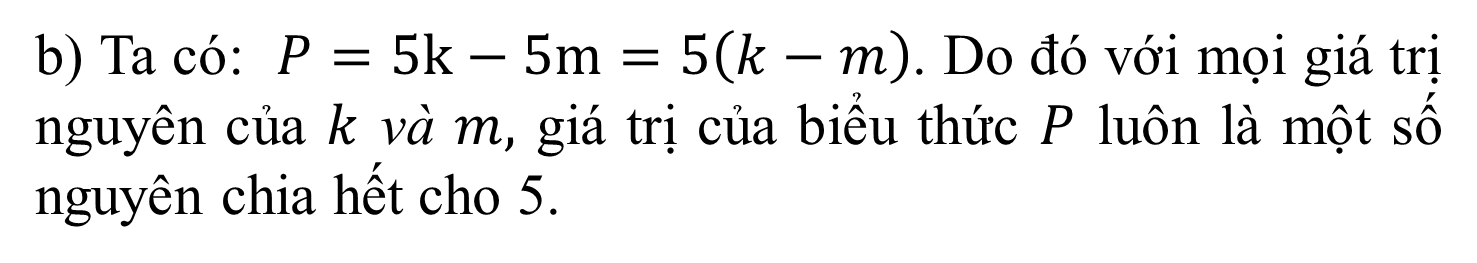 b) Ta có: P = 5k − 5m = 5(k − m). Do đó với mọi giá trị
nguyên của k và m, giá trị của biểu thức P luôn là một số
nguyên chia hết cho 5.